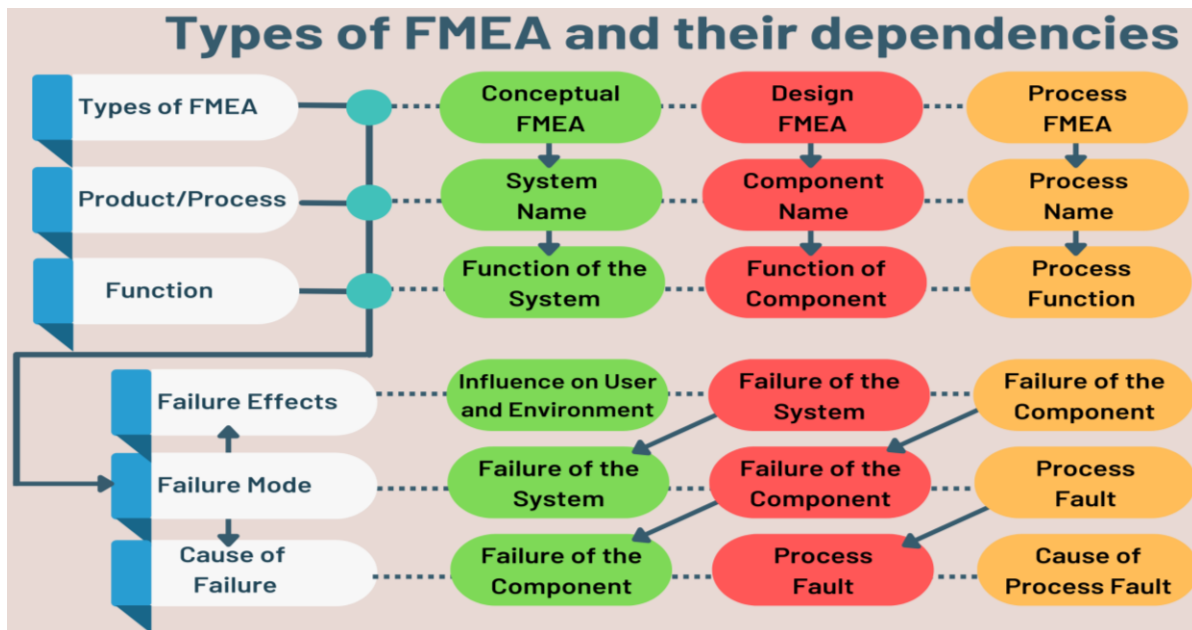 Types of FMEA and their dependencies
Types of FMEA
Conceptual
FMEA
Design
FMEA
Process
FMEA
Product/Process
System
Name
Component
Name
Process
Name
Function
Function of the
System
Function of
Component
Process
Function
Failure Effects
Influence on User
and Environment
Failure of the
System
Failure of the
Component
Failure Mode
Failure of the
System
Failure of the
Component
Process
Fault
Cause of
Failure
Failure of the
Component
Process
Fault
Cause of
Process Fault